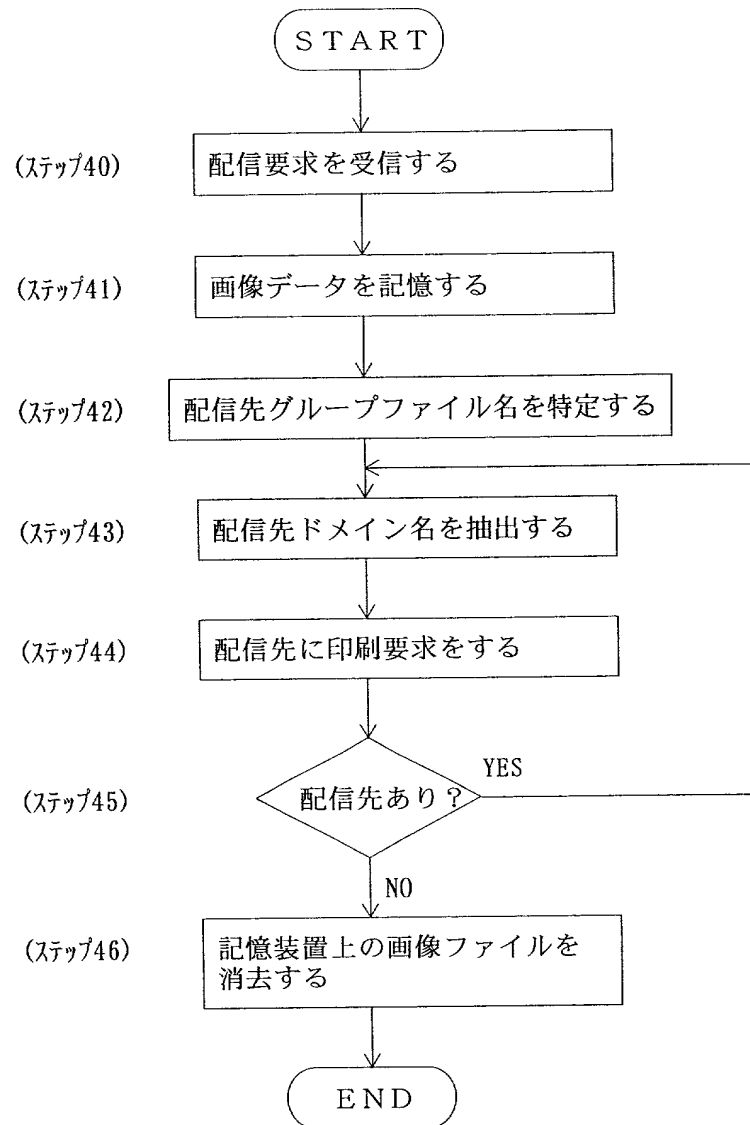 START
(ｽﾃｯﾌﾟ40)
配信要求を受信する
(ｽﾃｯﾌﾟ41)
画像データを記憶する
(ｽﾃｯﾌﾟ42)
配信先グループファイル名を特定する
(ｽﾃｯﾌﾟ43)
配信先ドメイン名を抽出する
(ｽﾃｯﾌﾟ44)
配信先に印刷要求をする
(ｽﾃｯﾌﾟ45)
配信先あり？
YES
NO
(ｽﾃｯﾌﾟ46)
記憶装置上の画像ファイルを
消去する
END